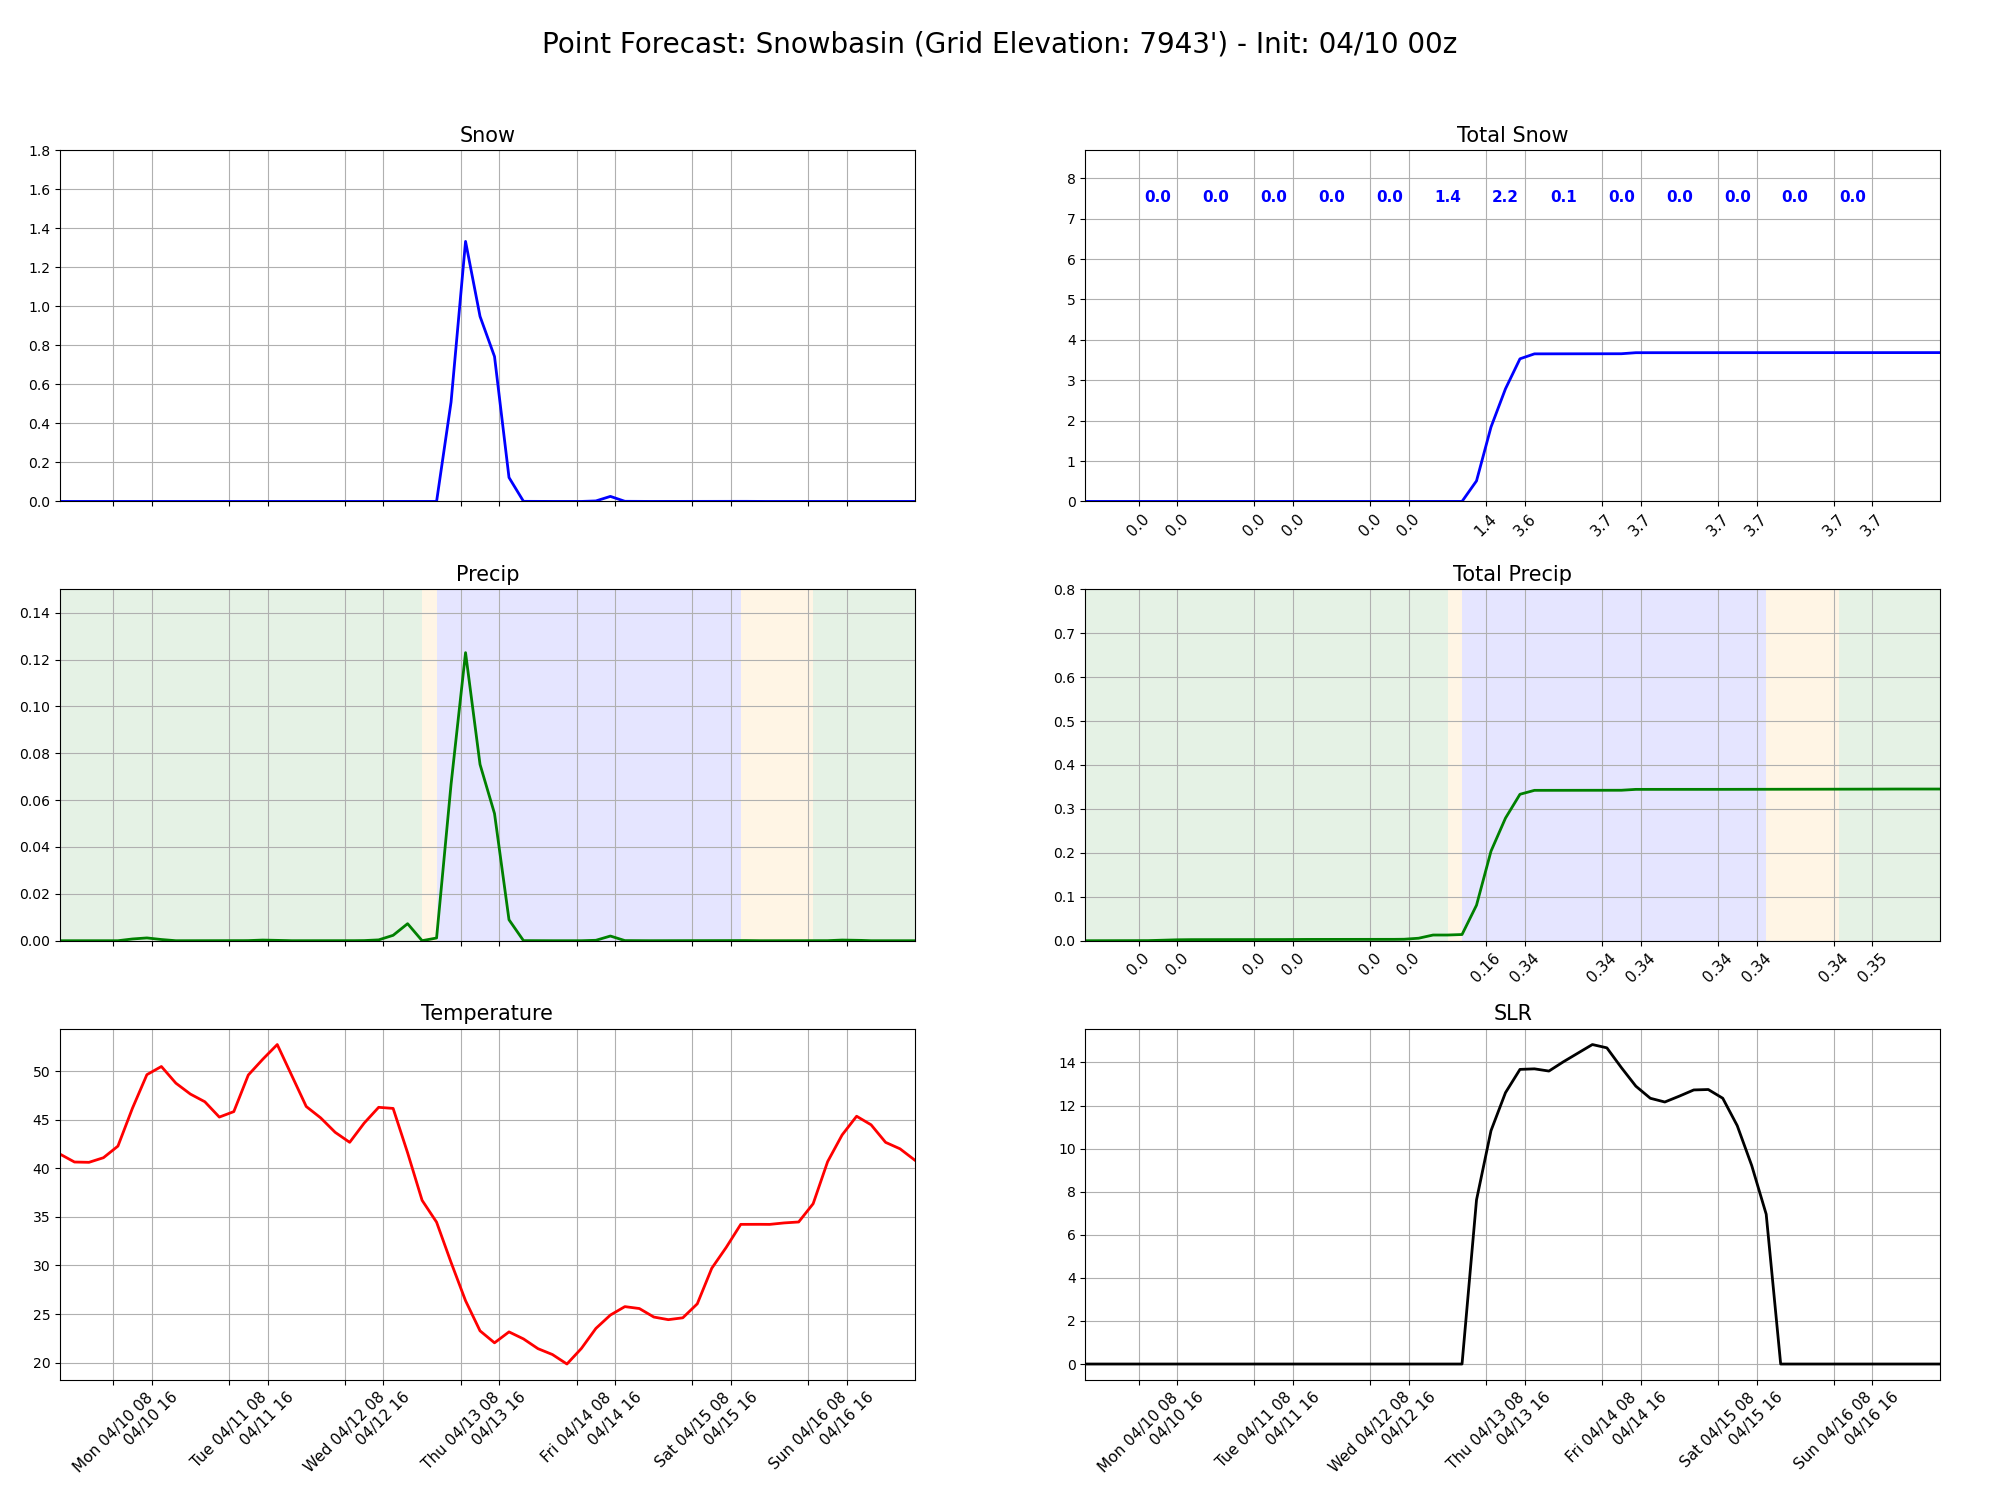 Point Forecast: Snowbasin (Grid Elevation: 7943') - Init: 04/10 00z
Snow
1.8
1.6
1.4
1.2
1.0
0.8
0.6
0.4
0.2
0.0
Total Snow
8
7
6
5
4
3
2
1
0
0.0 0.0 0.0 0.0 0.0 1.4 2.2 0.1 0.0 0.0 0.0 0.0 0.0
0.0 0.0 0.0 0.0 0.0 0.0 1.4 3.6 3.7 3.7 3.7 3.7 3.7 3.7
Precip
0.14
0.12
0.10
0.08
0.06
0.04
0.02
0.00
Total Precip
0.8
0.7
0.6
0.5
0.4
0.3
0.2
0.1
0.0
0.0 0.0 0.0 0.0 0.0 0.0 0.16 0.34 0.34 0.34 0.34 0.34 0.34 0.35
Temperature
50
45
40
35
30
25
20
Mon 04/10 08
04/10 16
Tue 04/11 08
04/11 16
Wed 04/12 08
04/12 16
Thu 04/13 08
04/13 16
Fri 04/14 08
04/14 16
Sat 04/15 08
04/15 16
Sun 04/16 08
04/16 16
SLR
14
12
10
8
6
4
2
0
Mon 04/10 08
04/10 16
Tue 04/11 08
04/11 16
Wed 04/12 08
04/12 16
Thu 04/13 08
04/13 16
Fri 04/14 08
04/14 16
Sat 04/15 08
04/15 16
Sun 04/16 08
04/16 16